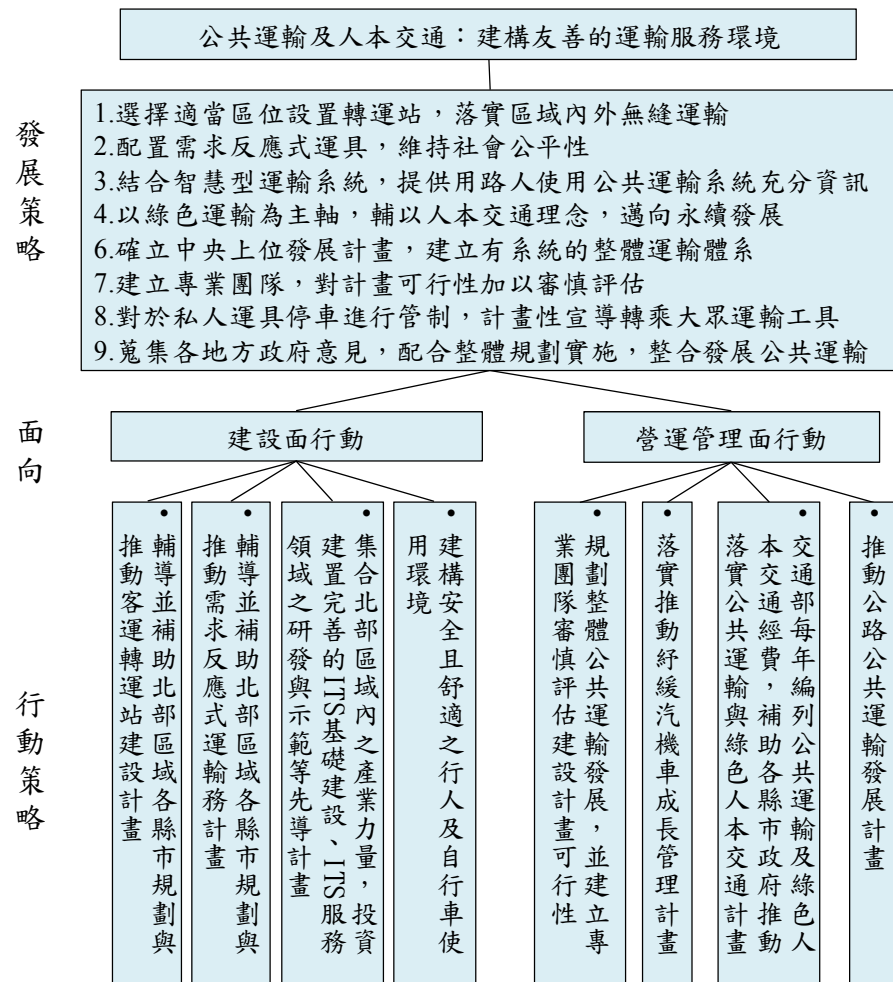 公共運輸及人本交通：建構友善的運輸服務環境
發展策略
1.選擇適當區位設置轉運站，落實區域內外無縫運輸
2.配置需求反應式運具，維持社會公平性
3.結合智慧型運輸系統，提供用路人使用公共運輸系統充分資訊
4.以綠色運輸為主軸，輔以人本交通理念，邁向永續發展
6.確立中央上位發展計畫，建立有系統的整體運輸體系
7.建立專業團隊，對計畫可行性加以審慎評估
8.對於私人運具停車進行管制，計畫性宣導轉乘大眾運輸工具
9.蒐集各地方政府意見，配合整體規劃實施，整合發展公共運輸
面向
建設面行動
營運管理面行動
行動策略
• 輔導並補助北部區域各縣市規劃與
推動客運轉運站建設計畫
• 輔導並補助北部區域各縣市規劃與
推動需求反應式運輸務計畫
• 集合北部區域內之產業力量，投資
建置完善的ITS基礎建設、ITS服務
領域之研發與示範等先導計畫
• 建構安全且舒適之行人及自行車使
用環境
• 規劃整體公共運輸發展，並建立專
業團隊審慎評估建設計畫可行性
• 落實推動紓緩汽機車成長管理計畫
• 交通部每年編列公共運輸及綠色人
本交通經費，補助各縣市政府推動
落實公共運輸與綠色人本交通計畫
• 推動公路公共運輸發展計畫